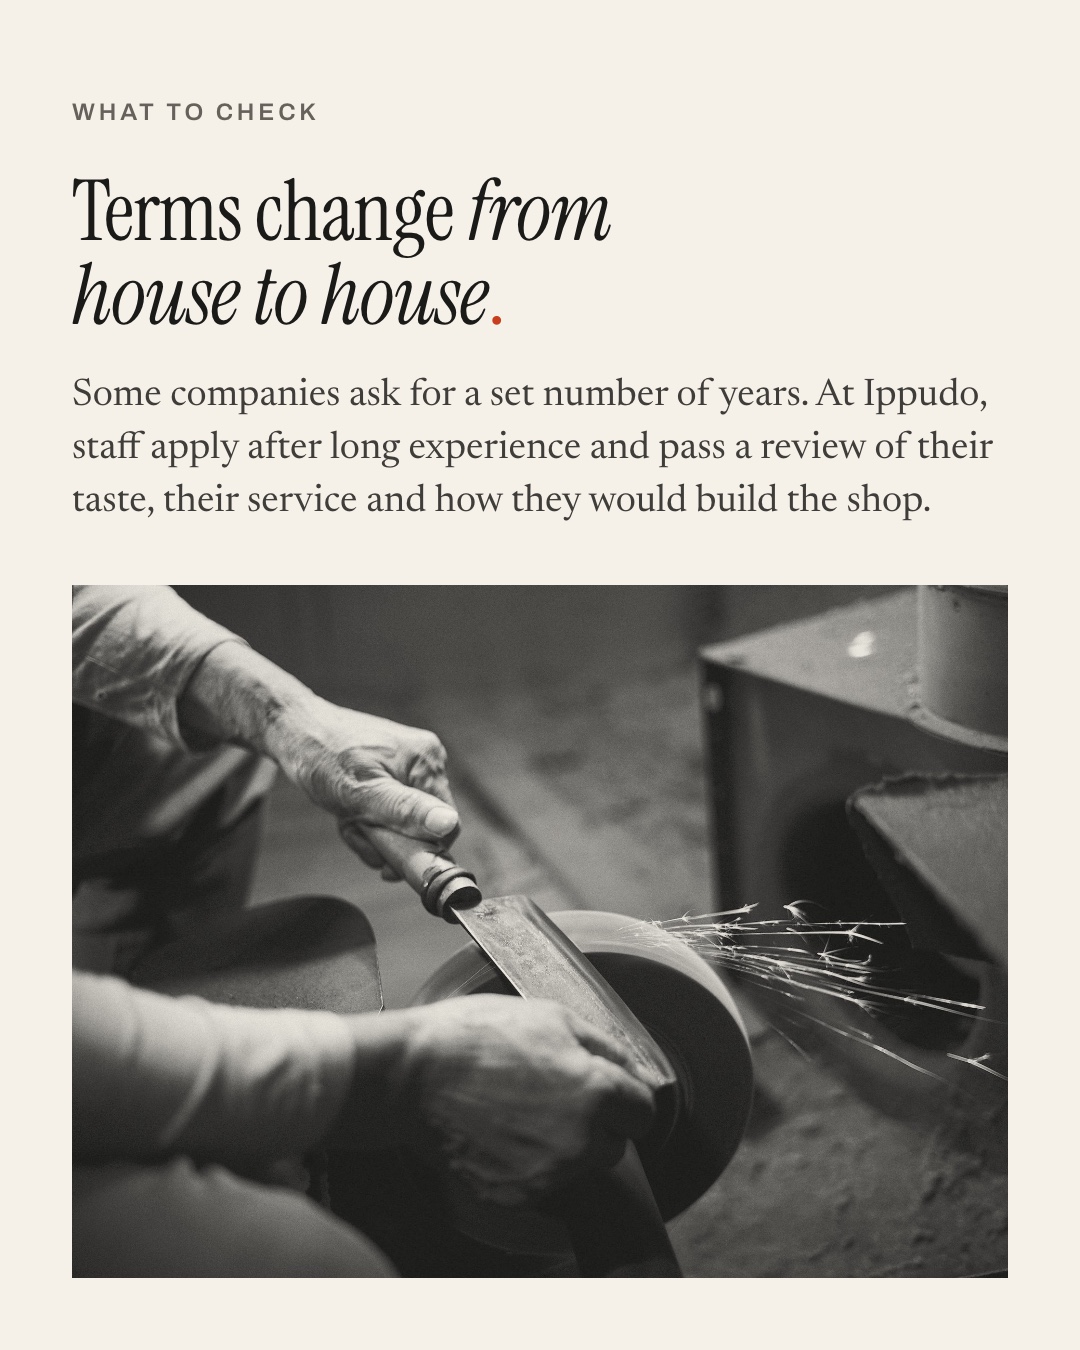 WHAT TO CHECK
Terms change from
house to house.
Some companies ask for a set number of years. At Ippudo,
staff apply after long experience and pass a review of their
taste, their service and how they would build the shop.